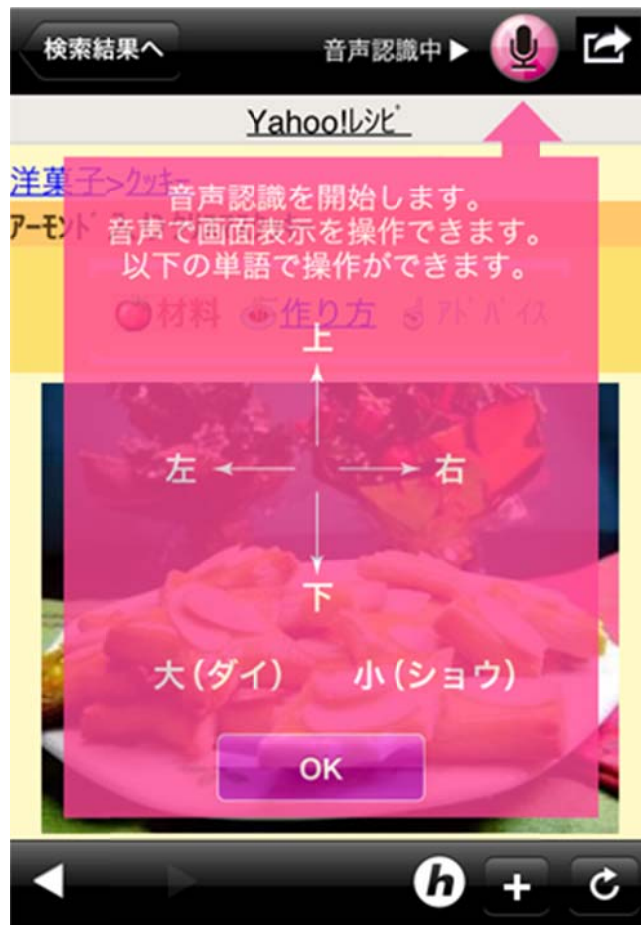 検索結果へ
音声認識中▶
Yahoo!ﾚｼﾋﾟ
洋菓子>ｸｯｷｰ
ｱｰﾓﾝﾄﾞ
音声認識を開始します。
音声で画面表示を操作できます。
以下の単語で操作ができます。
材料 作り方 ｱﾄﾞﾊﾞｲｽ
上
左 右
下
大(ダイ) 小(ショウ)
OK
h